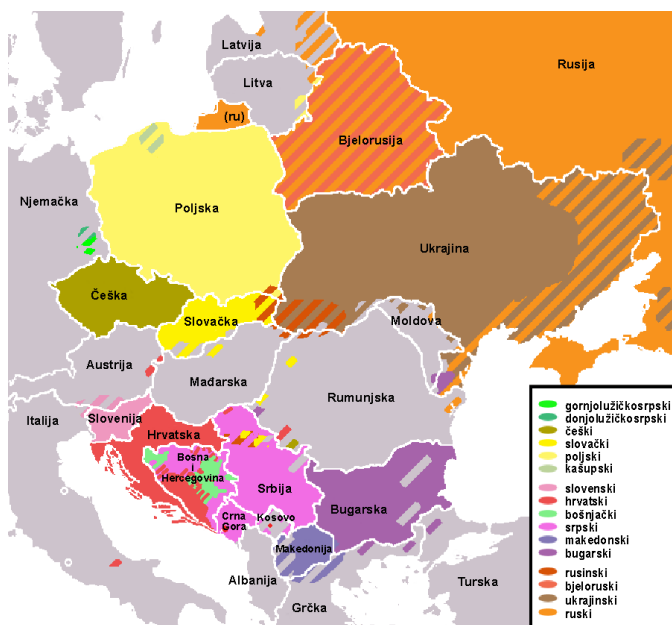 Latvija
Rusija
Litva
(ru)
Bjelorusija
Njemačka
Poljska
Ukrajina
Češka
Slovačka
Moldova
Austrija
Mađarska
Rumunjska
Italija
Slovenija
Hrvatska
Bosna
i
Hercegovina
Srbija
Crna
Gora
Kosovo
Bugarska
Makedonija
Albanija
Grčka
Turska
gornjolužičkosrpski
donjolužičkosrpski
češki
slovački
poljski
kašupski
slovenski
hrvatski
bošnjački
srpski
makedonski
bugarski
rusinski
bjeloruski
ukrajinski
ruski